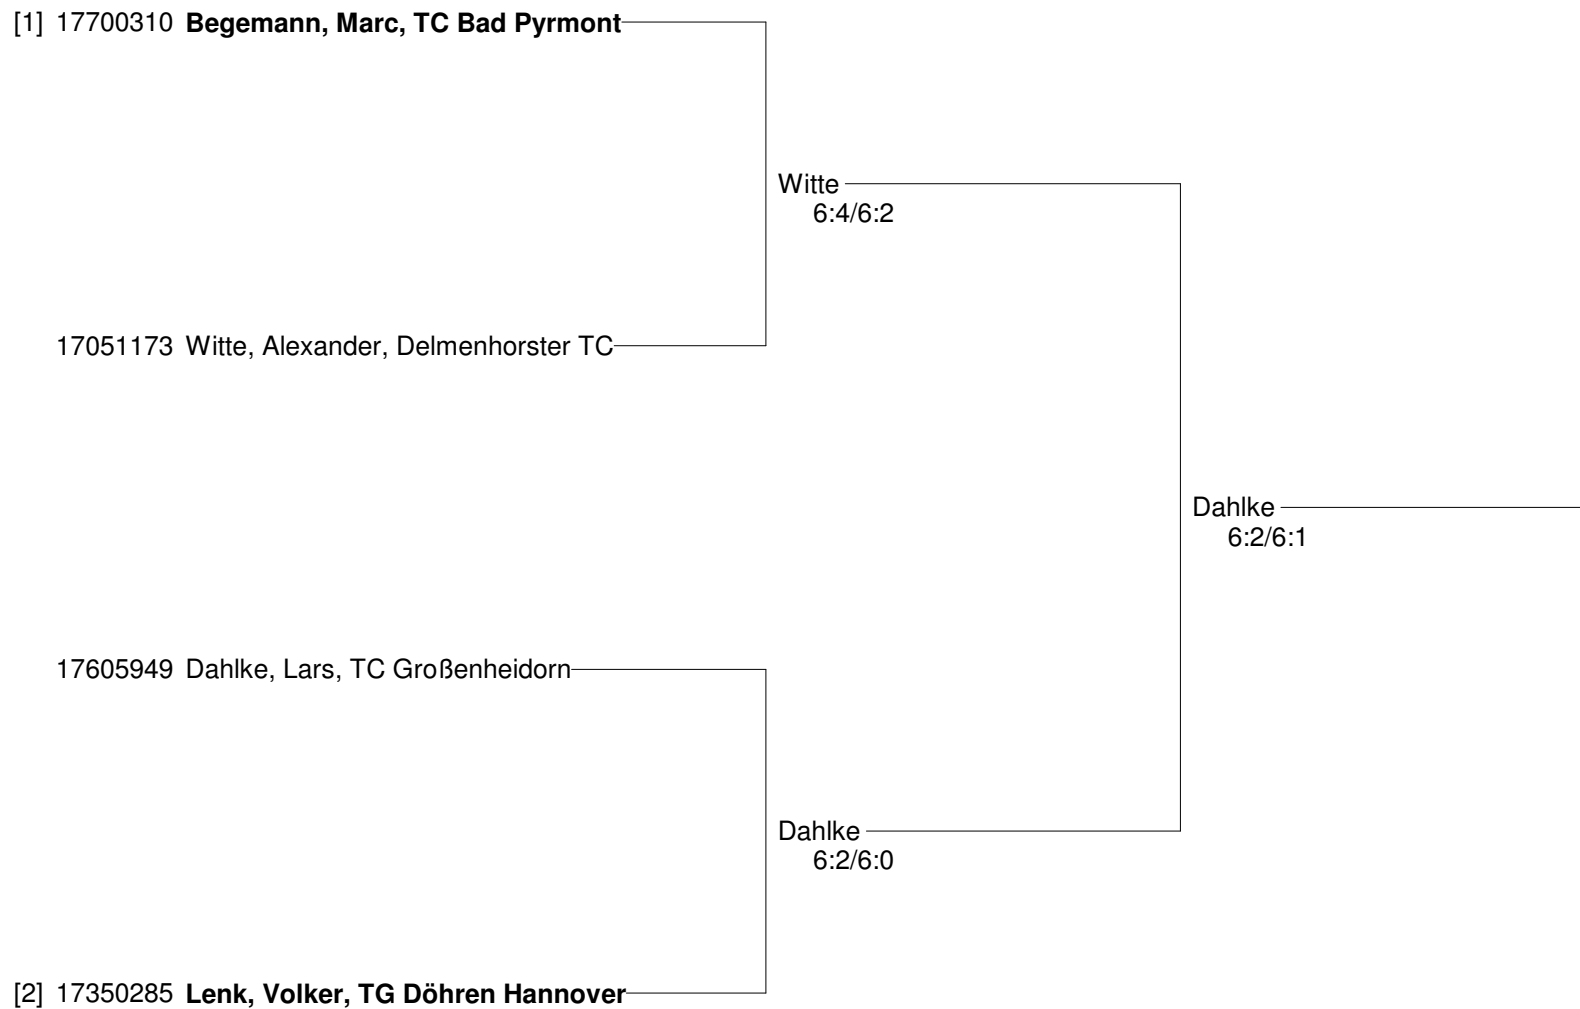 [1] 17700310 Begemann, Marc, TC Bad Pyrmont
Witte
6:4/6:2
17051173 Witte, Alexander, Delmenhorster TC
Dahlke
6:2/6:1
17605949 Dahlke, Lars, TC Großenheidorn
Dahlke
6:2/6:0
[2] 17350285 Lenk, Volker, TG Döhren Hannover